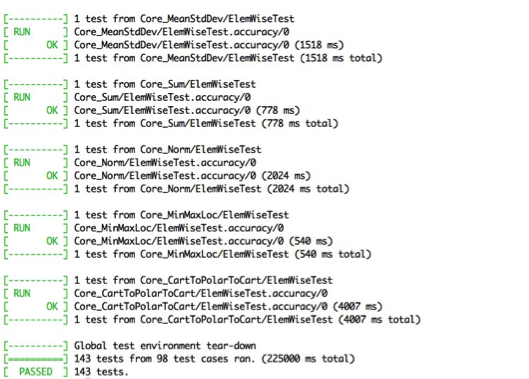 [----------] 1 test from Core_MeanStdDev/ElemWiseTest
[ RUN      ] Core_MeanStdDev/ElemWiseTest.accuracy/0
[       OK ] Core_MeanStdDev/ElemWiseTest.accuracy/0 (1518 ms)
[----------] 1 test from Core_MeanStdDev/ElemWiseTest (1518 ms total)
[----------] 1 test from Core_Sum/ElemWiseTest
[ RUN      ] Core_Sum/ElemWiseTest.accuracy/0
[       OK ] Core_Sum/ElemWiseTest.accuracy/0 (778 ms)
[----------] 1 test from Core_Sum/ElemWiseTest (778 ms total)
[----------] 1 test from Core_Norm/ElemWiseTest
[ RUN      ] Core_Norm/ElemWiseTest.accuracy/0
[       OK ] Core_Norm/ElemWiseTest.accuracy/0 (2024 ms)
[----------] 1 test from Core_Norm/ElemWiseTest (2024 ms total)
[----------] 1 test from Core_MinMaxLoc/ElemWiseTest
[ RUN      ] Core_MinMaxLoc/ElemWiseTest.accuracy/0
[       OK ] Core_MinMaxLoc/ElemWiseTest.accuracy/0 (540 ms)
[----------] 1 test from Core_MinMaxLoc/ElemWiseTest (540 ms total)
[----------] 1 test from Core_CartToPolarToCart/ElemWiseTest
[ RUN      ] Core_CartToPolarToCart/ElemWiseTest.accuracy/0
[       OK ] Core_CartToPolarToCart/ElemWiseTest.accuracy/0 (4007 ms)
[----------] 1 test from Core_CartToPolarToCart/ElemWiseTest (4007 ms total)
[----------] Global test environment tear-down
[==========] 143 tests from 98 test cases ran. (225000 ms total)
[  PASSED  ] 143 tests.